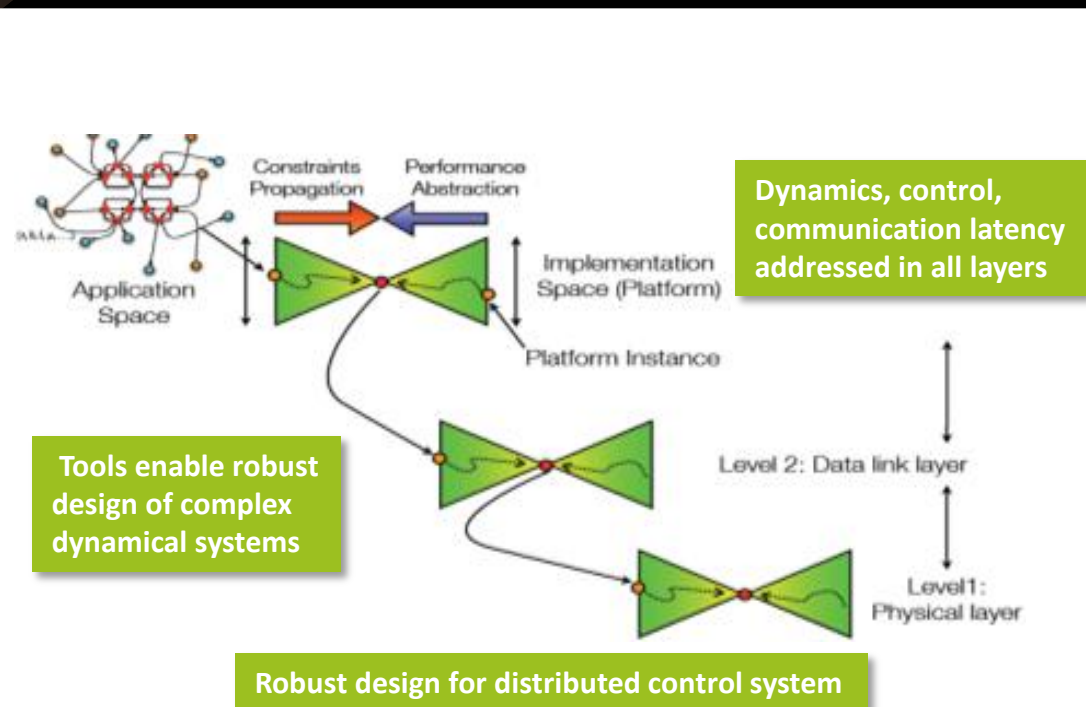 Constraints
Propagation
Performance
Abstraction
Dynamics, control,
communication latency
addressed in all layers
Application
Space
Implementation
Space (Platform)
Platform Instance
Tools enable robust
design of complex
dynamical systems
Level 2: Data link layer
Level1:
Physical layer
Robust design for distributed control system